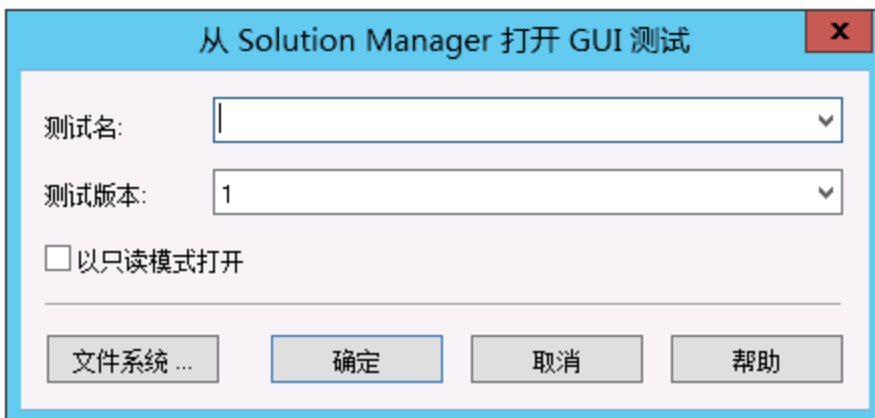 从 Solution Manager 打开 GUI 测试
x
测试名:
测试版本: 1
以只读模式打开
文件系统 ... 确定 取消 帮助